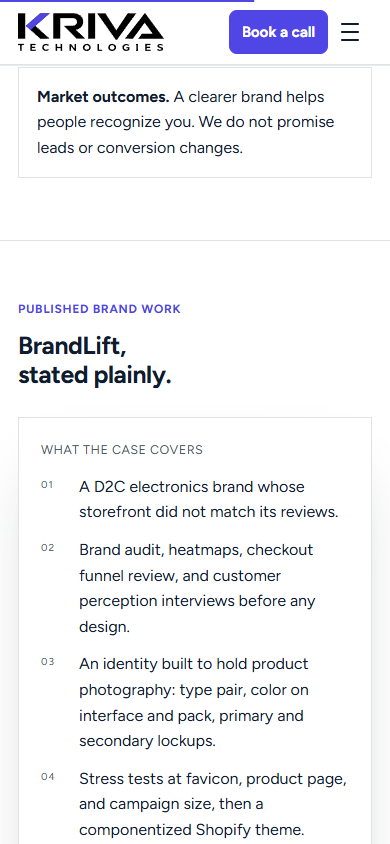 KRIVA
TECHNOLOGIES
Book a call
Market outcomes. A clearer brand helps
people recognize you. We do not promise
leads or conversion changes.
PUBLISHED BRAND WORK
BrandLift,
stated plainly.
WHAT THE CASE COVERS
01 A D2C electronics brand whose
storefront did not match its reviews.
02 Brand audit, heatmaps, checkout
funnel review, and customer
perception interviews before any
design.
03 An identity built to hold product
photography: type pair, color on
interface and pack, primary and
secondary lockups.
04 Stress tests at favicon, product page,
and campaign size, then a
componentized Shopify theme.